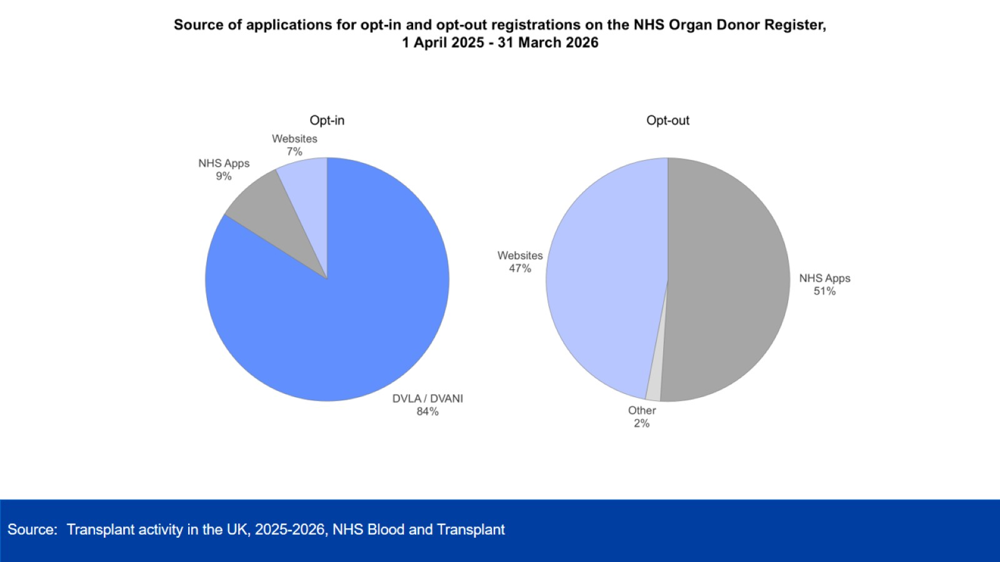 Source of applications for opt-in and opt-out registrations on the NHS Organ Donor Register,
1 April 2025 - 31 March 2026
Opt-in
Websites
7%
NHS Apps
9%
DVLA / DVANI
84%
Opt-out
Websites
47%
NHS Apps
51%
Other
2%
Source:  Transplant activity in the UK, 2025-2026, NHS Blood and Transplant